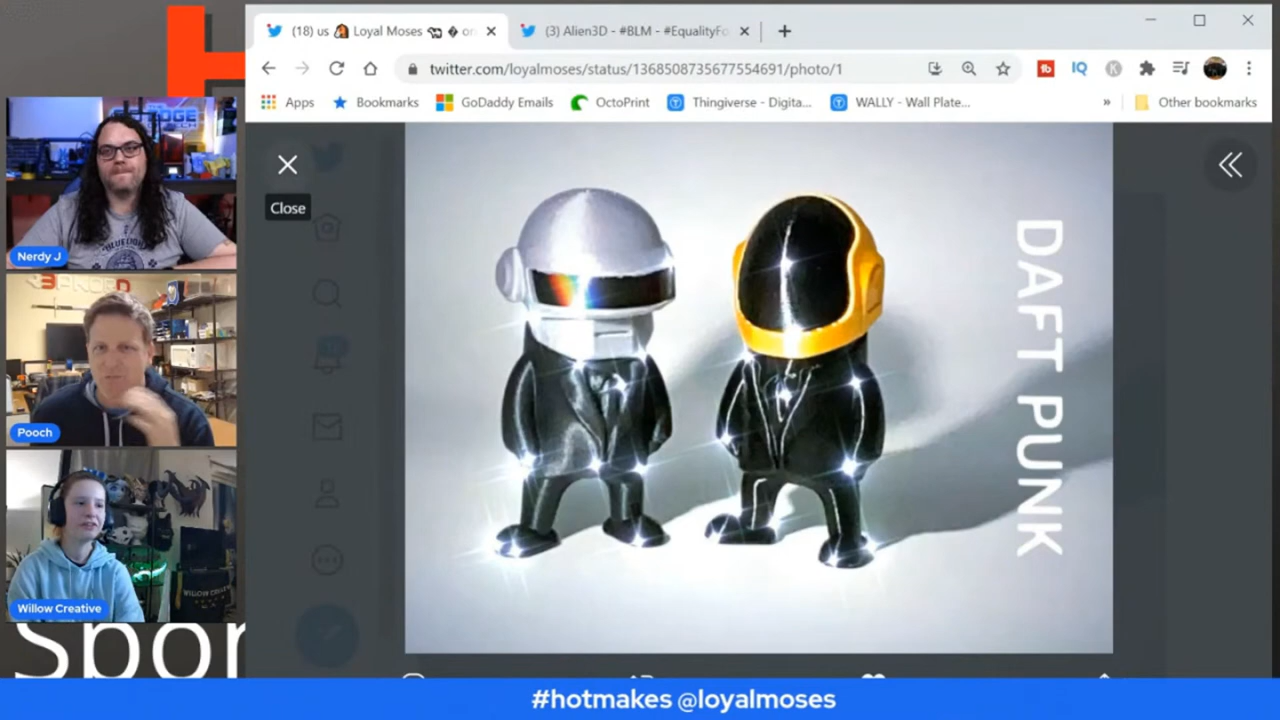 (18) us Loyal Moses
(3) Alien3D - #BLM - #EqualityFo
twitter.com/loyalmoses/status/1368508735677554691/photo/1
Apps
Bookmarks
GoDaddy Emails
OctoPrint
Thingiverse - Digita...
WALLY - Wall Plate...
»
Other bookmarks
Close
DAFT PUNK
Nerdy J
Pooch
Willow Creative
Spor
#hotmakes @loyalmoses